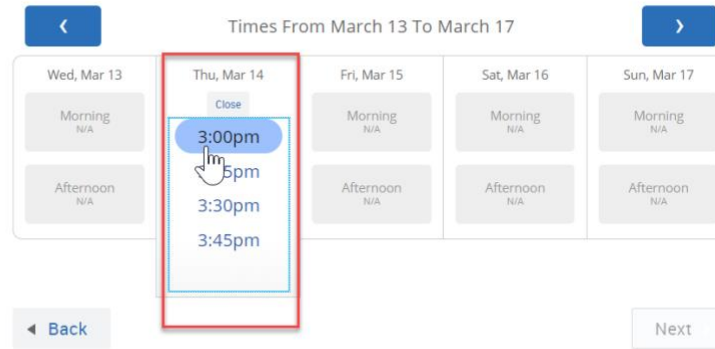 Times From March 13 To March 17
Wed, Mar 13
Morning
N/A
Afternoon
N/A
Thu, Mar 14
Close
3:00pm
5pm
3:30pm
3:45pm
Fri, Mar 15
Morning
N/A
Afternoon
N/A
Sat, Mar 16
Morning
N/A
Afternoon
N/A
Sun, Mar 17
Morning
N/A
Afternoon
N/A
Back
Next